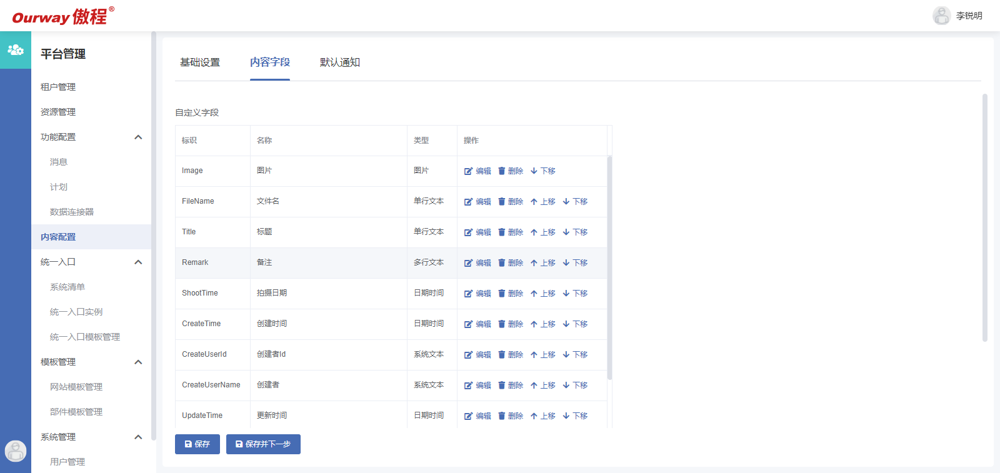 Ourway 傲程®
李锐明
平台管理
租户管理
资源管理
功能配置
消息
计划
数据连接器
内容配置
统一入口
系统清单
统一入口实例
统一入口模板管理
模板管理
网站模板管理
部件模板管理
系统管理
用户管理
基础设置 内容字段 默认通知
自定义字段
标识 名称 类型 操作
Image 图片 图片 编辑 删除 下移
FileName 文件名 单行文本 编辑 删除 上移 下移
Title 标题 单行文本 编辑 删除 上移 下移
Remark 备注 多行文本 编辑 删除 上移 下移
ShootTime 拍摄日期 日期时间 编辑 删除 上移 下移
CreateTime 创建时间 日期时间 编辑 删除 上移 下移
CreateUserId 创建者Id 系统文本 编辑 删除 上移 下移
CreateUserName 创建者 系统文本 编辑 删除 上移 下移
UpdateTime 更新时间 日期时间 编辑 删除 上移 下移
保存 保存并下一步